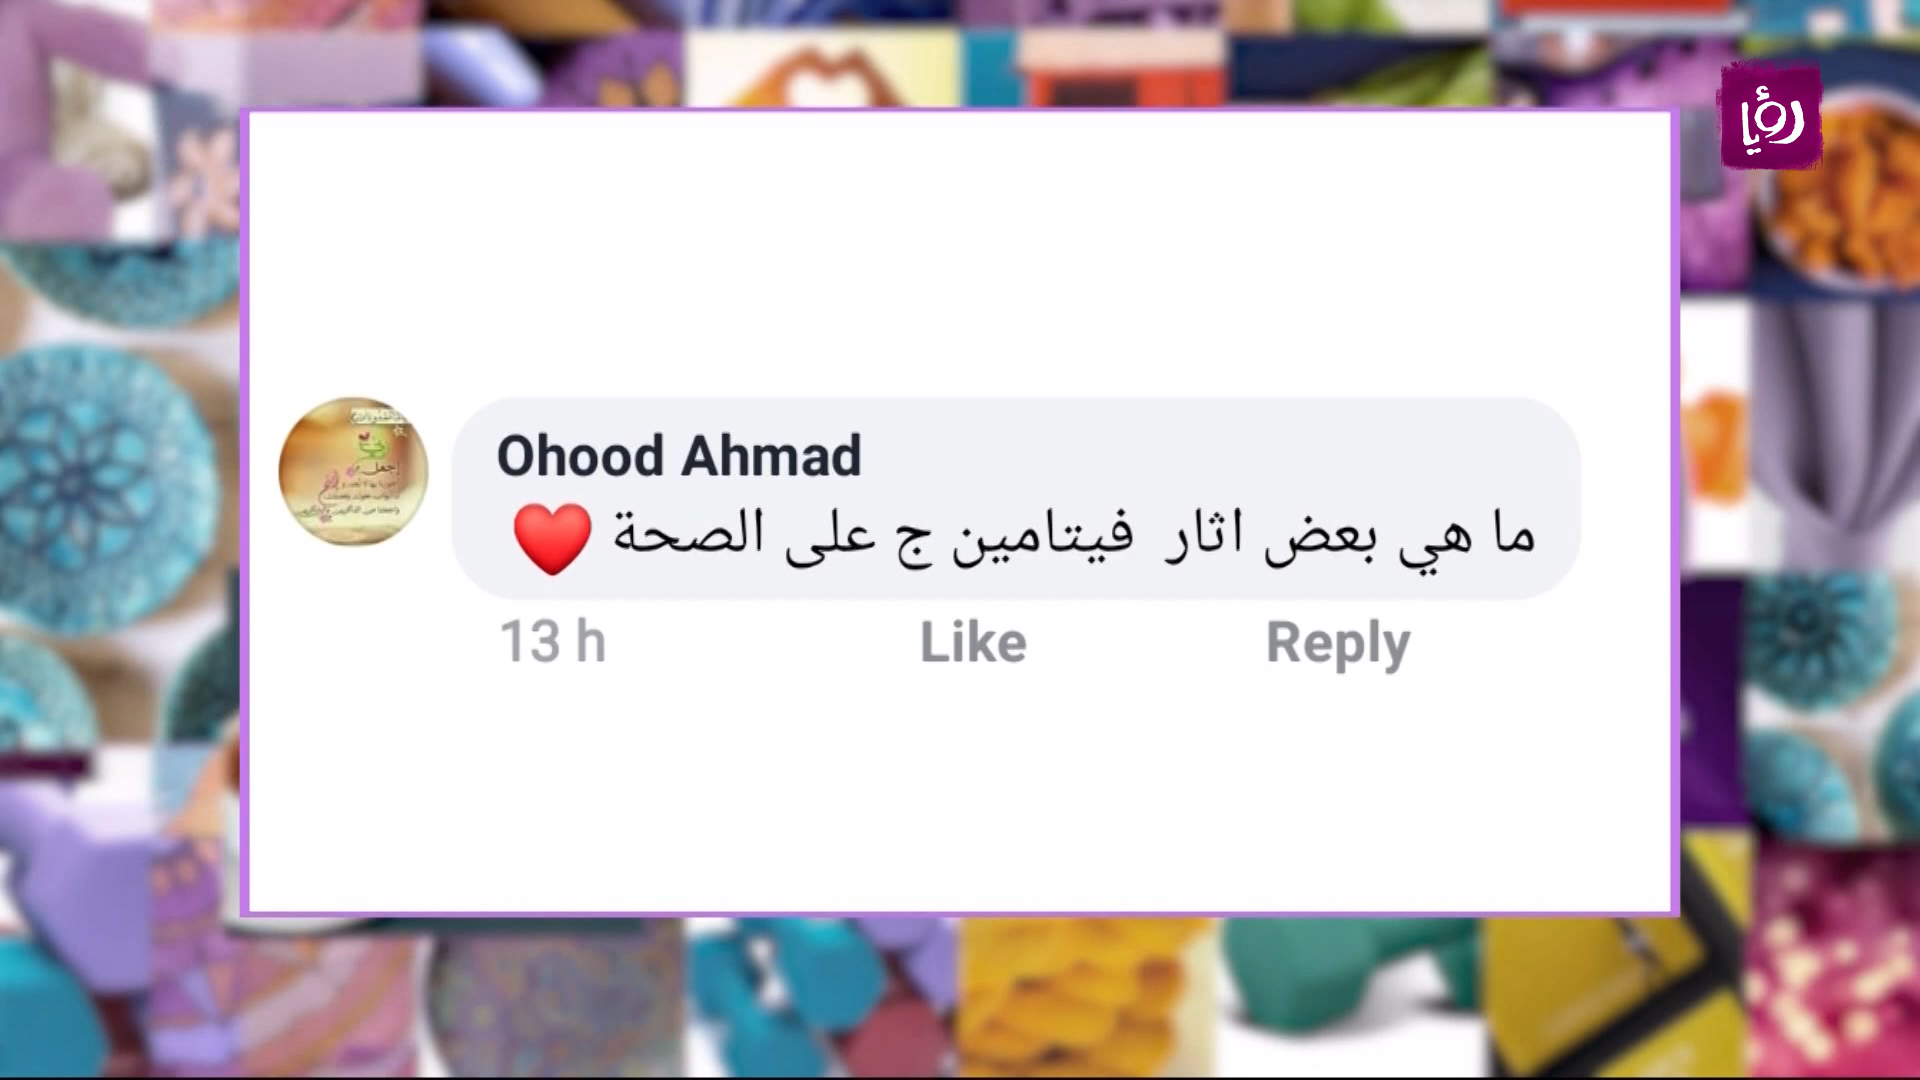 رؤيا
Ohood Ahmad
ما هي بعض اثار فيتامين ج على الصحة ❤️
13 h Like Reply